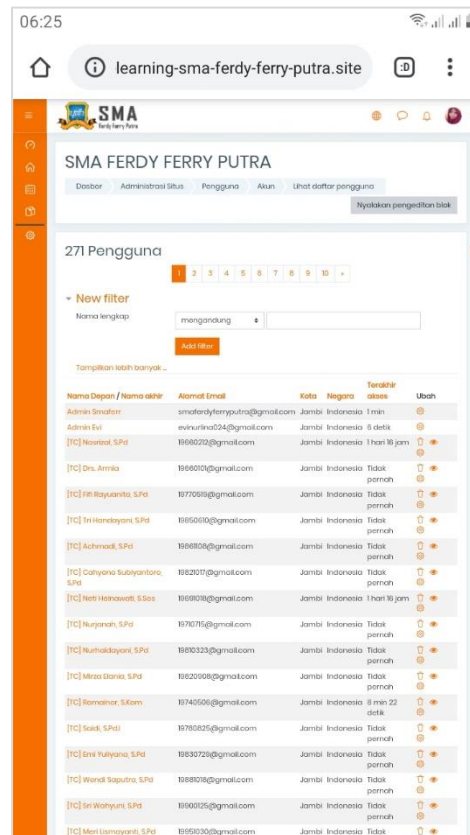 06:25
learning-sma-ferdy-ferry-putra.site
:D
SMA
Ferdy Ferry Putra
SMA FERDY FERRY PUTRA
Dasbor Administrasi Situs Pengguna Akun Lihat daftar pengguna
Nyalakan pengeditan blok
271 Pengguna
1 2 3 4 5 6 7 8 9 10 »
New filter
Nama lengkap mengandung
Add filter
Tampilkan lebih banyak ...
Nama Depan / Nama akhir Alamat Email Kota Negara Terakhir akses Ubah
Admin Smaferr smaferdyferryputra@gmail.com Jambi Indonesia 1 min
Admin Evi evinurlina024@gmail.com Jambi Indonesia 6 detik
[TC] Nasrizal, S.Pd 19660212@gmail.com Jambi Indonesia 1 hari 16 jam
[TC] Drs. Armia 19660101@gmail.com Jambi Indonesia Tidak pernah
[TC] Fifi Rayuanita, S.Pd 19770519@gmail.com Jambi Indonesia Tidak pernah
[TC] Tri Handayani, S.Pd 19850610@gmail.com Jambi Indonesia Tidak pernah
[TC] Achmadi, S.Pd 19861108@gmail.com Jambi Indonesia Tidak pernah
[TC] Cahyono Subiyantoro, S.Pd 19821017@gmail.com Jambi Indonesia Tidak pernah
[TC] Neti Helnawati, S.Sos 19691018@gmail.com Jambi Indonesia 1 hari 16 jam
[TC] Nurjanah, S.Pd 19710715@gmail.com Jambi Indonesia Tidak pernah
[TC] Nurhaidayani, S.Pd 19810323@gmail.com Jambi Indonesia Tidak pernah
[TC] Mirza Elania, S.Pd 19820908@gmail.com Jambi Indonesia Tidak pernah
[TC] Romainor, S.Kom 19740506@gmail.com Jambi Indonesia 8 min 22 detik
[TC] Saidi, S.Pd.I 19780825@gmail.com Jambi Indonesia Tidak pernah
[TC] Emi Yuliyana, S.Pd 19830729@gmail.com Jambi Indonesia Tidak pernah
[TC] Wendi Saputra, S.Pd 19881018@gmail.com Jambi Indonesia Tidak pernah
[TC] Sri Wahyuni, S.Pd 19900125@gmail.com Jambi Indonesia Tidak pernah
[TC] Meri Lismayanti, S.Pd 19951030@gmail.com Jambi Indonesia Tidak